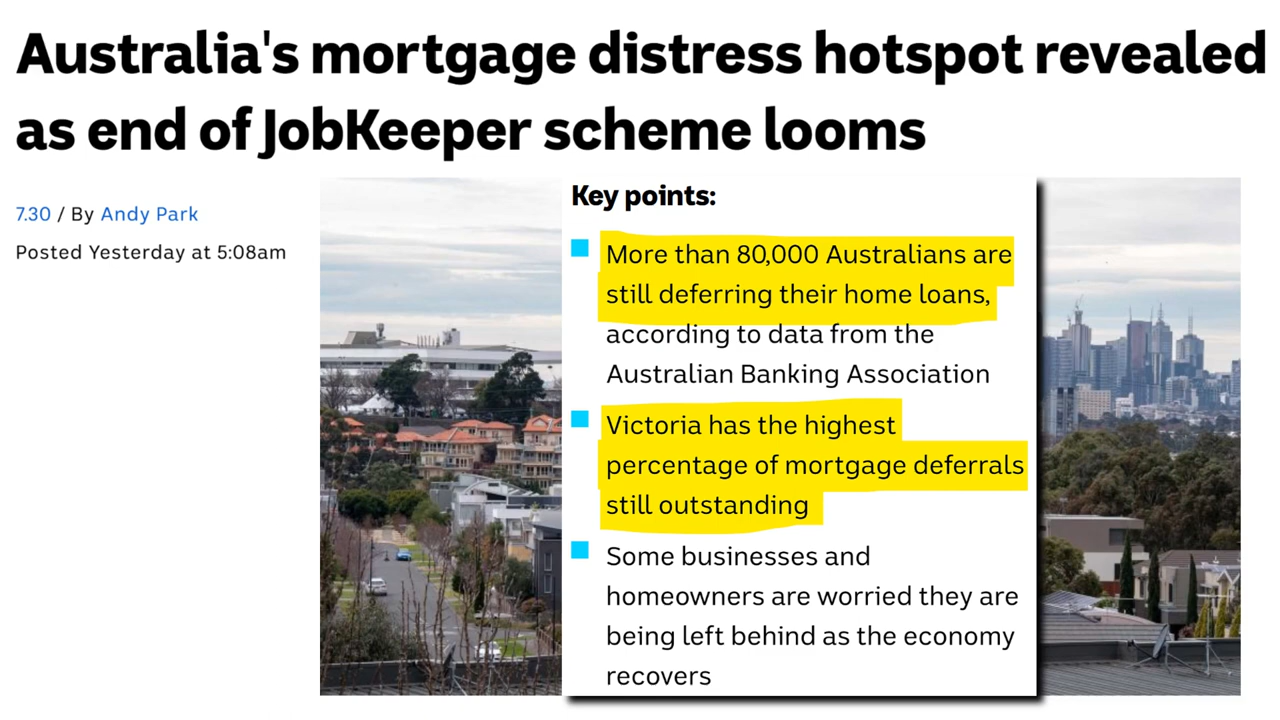 Australia's mortgage distress hotspot revealed
as end of JobKeeper scheme looms
7.30 / By Andy Park
Posted Yesterday at 5:08am
Key points:
More than 80,000 Australians are
still deferring their home loans,
according to data from the
Australian Banking Association
Victoria has the highest
percentage of mortgage deferrals
still outstanding
Some businesses and
homeowners are worried they are
being left behind as the economy
recovers